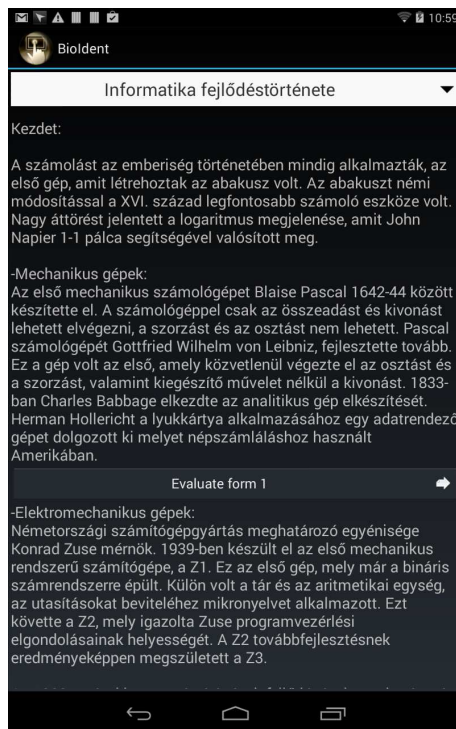 10:59
BioIdent
Informatika fejlődéstörténete
Kezdet:
A számolást az emberiség történetében mindig alkalmazták, az
első gép, amit létrehoztak az abakusz volt. Az abakuszt némi
módosítással a XVI. század legfontosabb számoló eszköze volt.
Nagy áttörést jelentett a logaritmus megjelenése, amit John
Napier 1-1 pálca segítségével valósított meg.
-Mechanikus gépek:
Az első mechanikus számológépet Blaise Pascal 1642-44 között
készítette el. A számológéppel csak az összeadást és kivonást
lehetett elvégezni, a szorzást és az osztást nem lehetett. Pascal
számológépét Gottfried Wilhelm von Leibniz, fejlesztette tovább.
Ez a gép volt az első, amely közvetlenül végezte el az osztást és
a szorzást, valamint kiegészítő művelet nélkül a kivonást. 1833-
ban Charles Babbage elkezdte az analitikus gép elkészítését.
Herman Hollericht a lyukkártya alkalmazásához egy adatrendező
gépet dolgozott ki melyet népszámláláshoz használt
Amerikában.
Evaluate form 1
-Elektromechanikus gépek:
Németországi számítógépgyártás meghatározó egyénisége
Konrad Zuse mérnök. 1939-ben készült el az első mechanikus
rendszerű számítógépe, a Z1. Ez az első gép, mely már a bináris
számrendszerre épült. Külön volt a tár és az aritmetikai egység,
az utasításokat beviteléhez mikronyelvet alkalmazott. Ezt
követte a Z2, mely igazolta Zuse programvezérlési
elgondolásainak helyességét. A Z2 továbbfejlesztésnek
eredményeképpen megszületett a Z3.